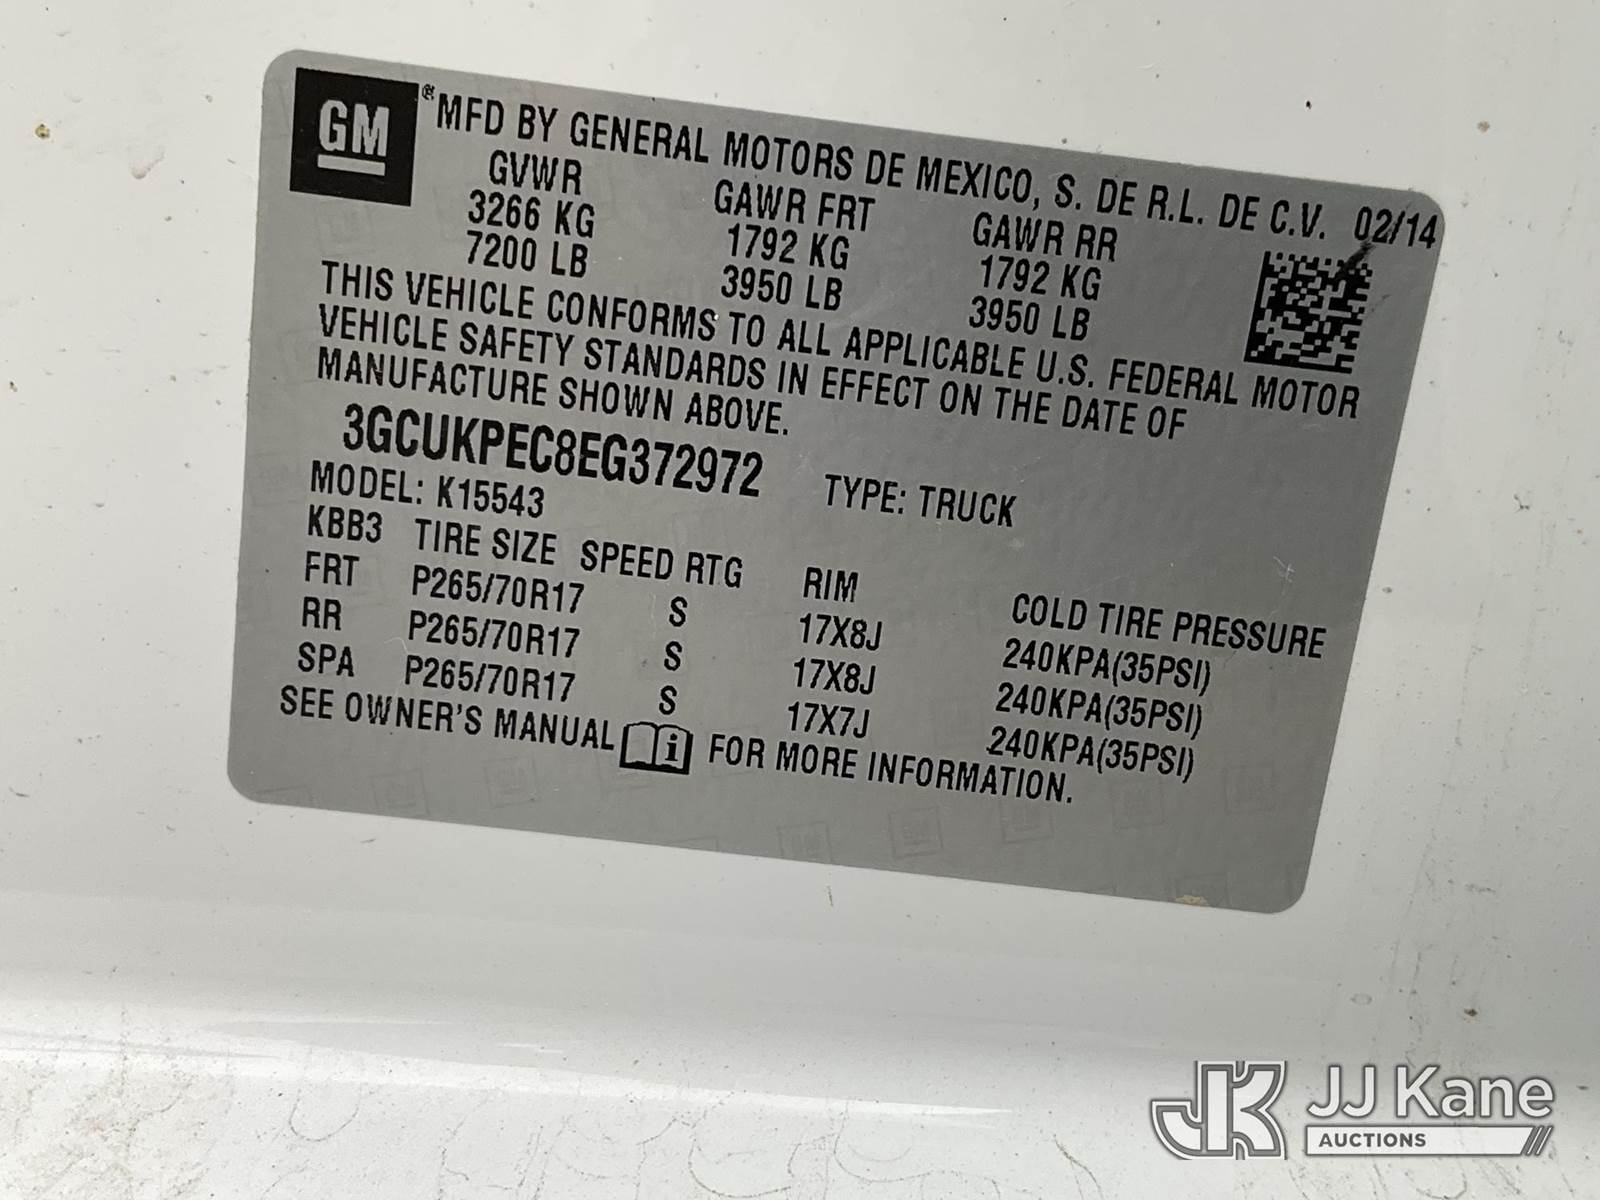 GM
®MFD BY GENERAL MOTORS DE MEXICO, S. DE R.L. DE C.V. 02/14
GVWR GAWR FRT GAWR RR
3266 KG 1792 KG 1792 KG
7200 LB 3950 LB 3950 LB
THIS VEHICLE CONFORMS TO ALL APPLICABLE U.S. FEDERAL MOTOR
VEHICLE SAFETY STANDARDS IN EFFECT ON THE DATE OF
MANUFACTURE SHOWN ABOVE.
3GCUKPEC8EG372972 TYPE: TRUCK
MODEL: K15543
KBB3 TIRE SIZE SPEED RTG RIM COLD TIRE PRESSURE
FRT P265/70R17 S 17X8J 240KPA(35PSI)
RR P265/70R17 S 17X8J 240KPA(35PSI)
SPA P265/70R17 S 17X7J 240KPA(35PSI)
SEE OWNER'S MANUAL i FOR MORE INFORMATION.
JK JJ Kane
AUCTIONS